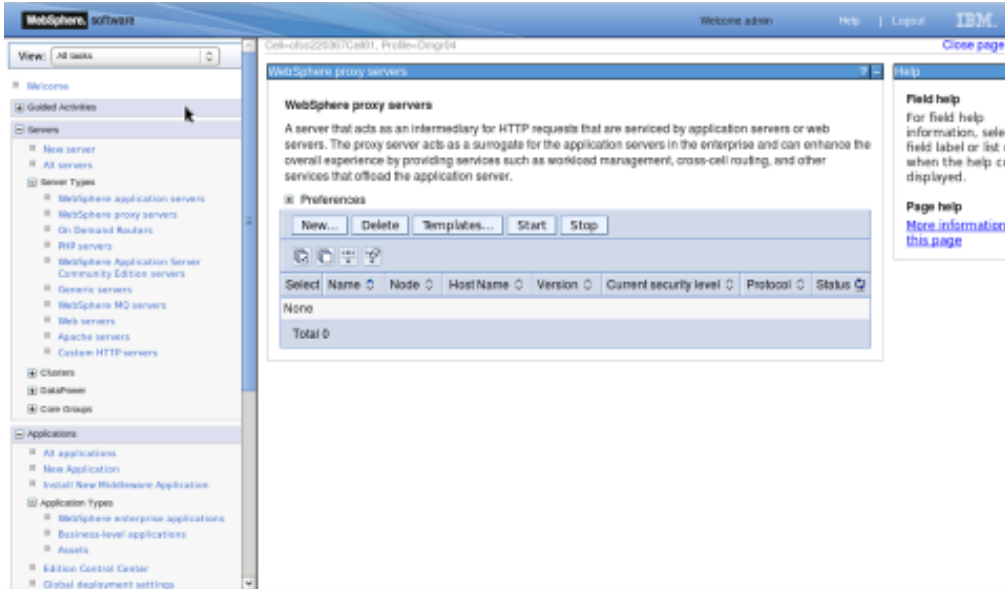 WebSphere. software
Welcome admin Help | Logout IBM.
View: All tasks
Welcome
Guided Activities
Servers
New server
All servers
Server Types
WebSphere application servers
WebSphere proxy servers
On Demand Routers
PHP servers
WebSphere Application Server
Community Edition servers
Generic servers
WebSphere MQ servers
Web servers
Apache servers
Custom HTTP servers
Clusters
DataPower
Core Groups
Applications
All applications
New Application
Install New Middleware Application
Application Types
WebSphere enterprise applications
Business-level applications
Assets
Edition Control Center
Global deployment settings
Profile=Dmgr04
Close page
WebSphere proxy servers ? -
WebSphere proxy servers
A server that acts as an intermediary for HTTP requests that are serviced by application servers or web
servers. The proxy server acts as a surrogate for the application servers in the enterprise and can enhance the
overall experience by providing services such as workload management, cross-cell routing, and other
services that offload the application server.
Preferences
New... Delete Templates... Start Stop
Select Name Node Host Name Version Current security level Protocol Status
None
Total 0
Help
Field help
For field help
information, sele
field label or list
when the help c
displayed.
Page help
More information
this page